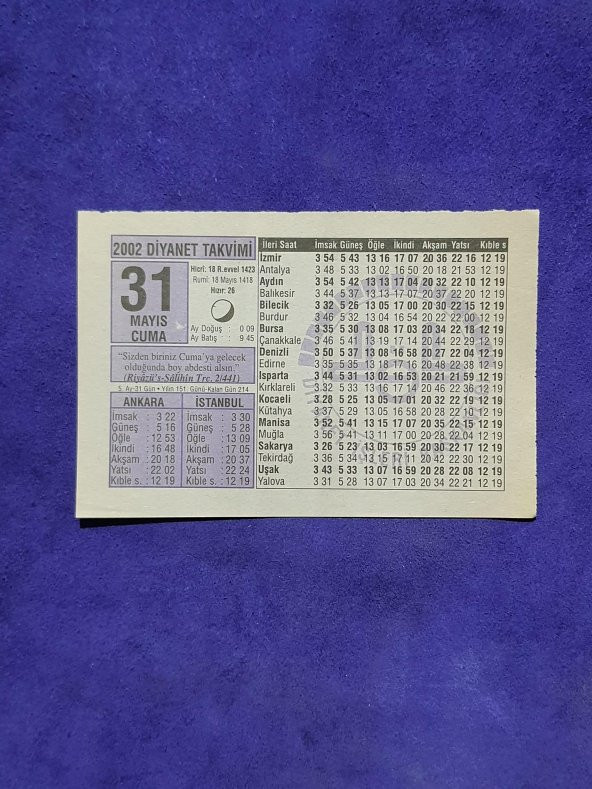 2002 DİYANET TAKVİMİ
31
MAYIS
CUMA
Hicrî: 18 R.evvel 1423
Rumî: 18 Mayıs 1418
Hızır: 26
Ay Doğuş : 0 09
Ay Batış : 9 45
“Sizden biriniz Cuma'ya gelecek
olduğunda boy abdesti alsın.”
(Riyâzü's-Sâlihîn Trc. 2/441)
5. Ay-31 Gün • Yılın 151. Günü-Kalan Gün 214
ANKARA
İmsak : 3 22
Güneş : 5 16
Öğle : 12 53
İkindi : 16 48
Akşam : 20 18
Yatsı : 22 02
Kıble s. : 12 19
İSTANBUL
İmsak : 3 30
Güneş : 5 28
Öğle : 13 09
İkindi : 17 05
Akşam : 20 37
Yatsı : 22 24
Kıble s. : 12 19
İleri Saat İmsak Güneş Öğle İkindi Akşam Yatsı Kıble s
İzmir 3 54 5 43 13 16 17 07 20 36 22 16 12 19
Antalya 3 48 5 33 13 02 16 50 20 18 21 53 12 19
Aydın 3 54 5 42 13 13 17 04 20 32 22 10 12 19
Balıkesir 3 44 5 37 13 13 17 07 20 37 22 20 12 19
Bilecik 3 32 5 26 13 05 17 00 20 31 22 15 12 19
Burdur 3 46 5 32 13 04 16 54 20 22 22 00 12 19
Bursa 3 35 5 30 13 08 17 03 20 34 22 18 12 19
Çanakkale 3 46 5 41 13 19 17 14 20 44 22 29 12 19
Denizli 3 50 5 37 13 08 16 58 20 27 22 04 12 19
Edirne 3 35 5 35 13 18 17 16 20 48 22 38 12 19
Isparta 3 44 5 31 13 02 16 53 20 21 21 59 12 19
Kırklareli 3 32 5 33 13 16 17 14 20 46 22 36 12 19
Kocaeli 3 28 5 25 13 05 17 01 20 32 22 19 12 19
Kütahya 3 37 5 29 13 05 16 58 20 28 22 10 12 19
Manisa 3 52 5 41 13 15 17 07 20 35 22 15 12 19
Muğla 3 56 5 41 13 11 17 00 20 28 22 04 12 19
Sakarya 3 26 5 23 13 03 16 59 20 30 22 17 12 19
Tekirdağ 3 36 5 34 13 15 17 11 20 42 22 30 12 19
Uşak 3 43 5 33 13 07 16 59 20 28 22 08 12 19
Yalova 3 31 5 28 13 07 17 03 20 34 22 21 12 19